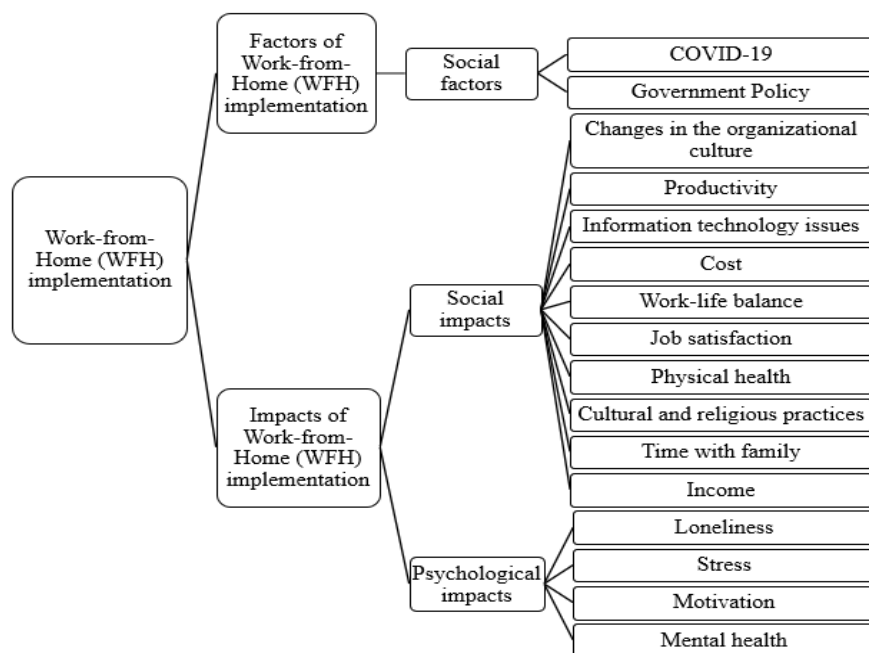 Work-from-
Home (WFH)
implementation
Factors of
Work-from-
Home (WFH)
implementation
Social
factors
COVID-19
Government Policy
Impacts of
Work-from-
Home (WFH)
implementation
Social
impacts
Changes in the organizational
culture
Productivity
Information technology issues
Cost
Work-life balance
Job satisfaction
Physical health
Cultural and religious practices
Time with family
Income
Psychological
impacts
Loneliness
Stress
Motivation
Mental health